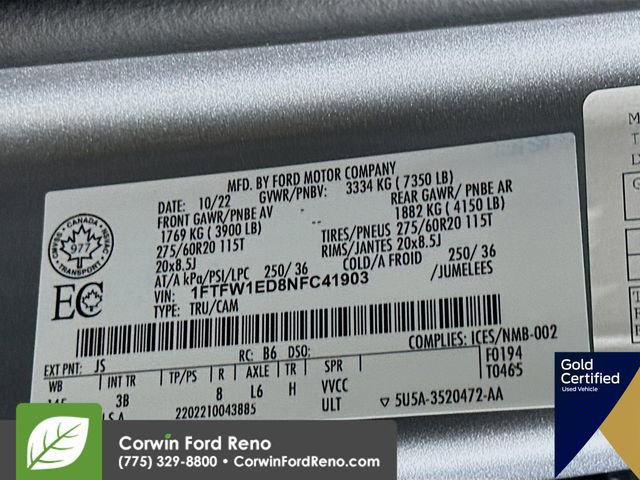 MFD. BY FORD MOTOR COMPANY
DATE: 10/22 GVWR/PNBV: 3334 KG (7350 LB)
FRONT GAWR/PNBE AV REAR GAWR/ PNBE AR
1769 KG (3900 LB) 1882 KG (4150 LB)
275/60R20 115T TIRES/PNEUS 275/60R20 115T
20x8.5J RIMS/JANTES 20x8.5J
AT/A kPa/PSI/LPC 250/ 36 COLD/A FROID 250/ 36
VIN: 1FTFW1ED8NFC41903 /JUMELEES
TYPE: TRU/CAM
CANADA
977
TRANSPORT
EC
COMPLIES: ICES/NMB-002
EXT PNT: JS RC: B6 DSO: F0194
WB INT TR TP/PS R AXLE TR SPR T0465
3B 8 L6 H VVCC
2202210043885 ULT ▽ 5U5A-3520472-AA
Gold
Certified
Used Vehicle
Corwin Ford Reno
(775) 329-8800 • CorwinFordReno.com